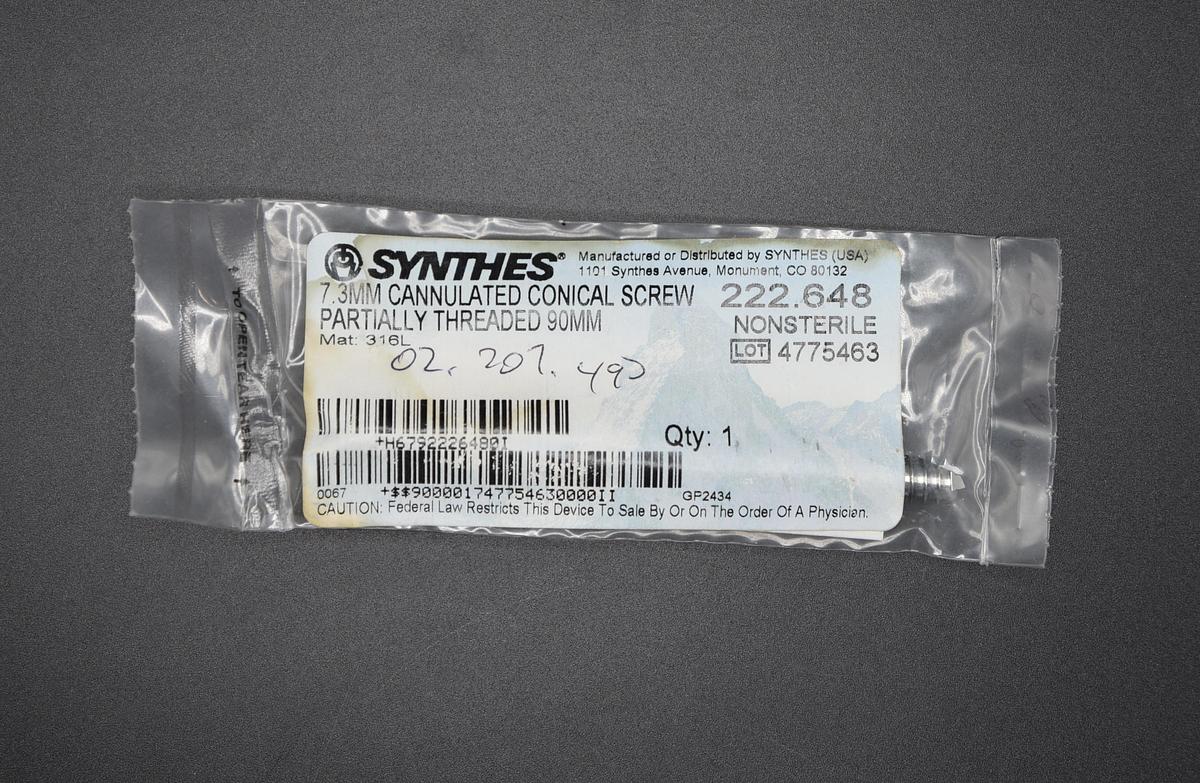 SYNTHES®
Manufactured or Distributed by SYNTHES (USA)
1101 Synthes Avenue, Monument, CO 80132
7.3MM CANNULATED CONICAL SCREW
PARTIALLY THREADED 90MM
Mat: 316L
222.648
NONSTERILE
LOT 4775463
02. 207. 490
+H6792226480I
Qty: 1
0067 +$$900001747754630000II GP2434
CAUTION: Federal Law Restricts This Device To Sale By Or On The Order Of A Physician.
TO OPEN TEAR HERE